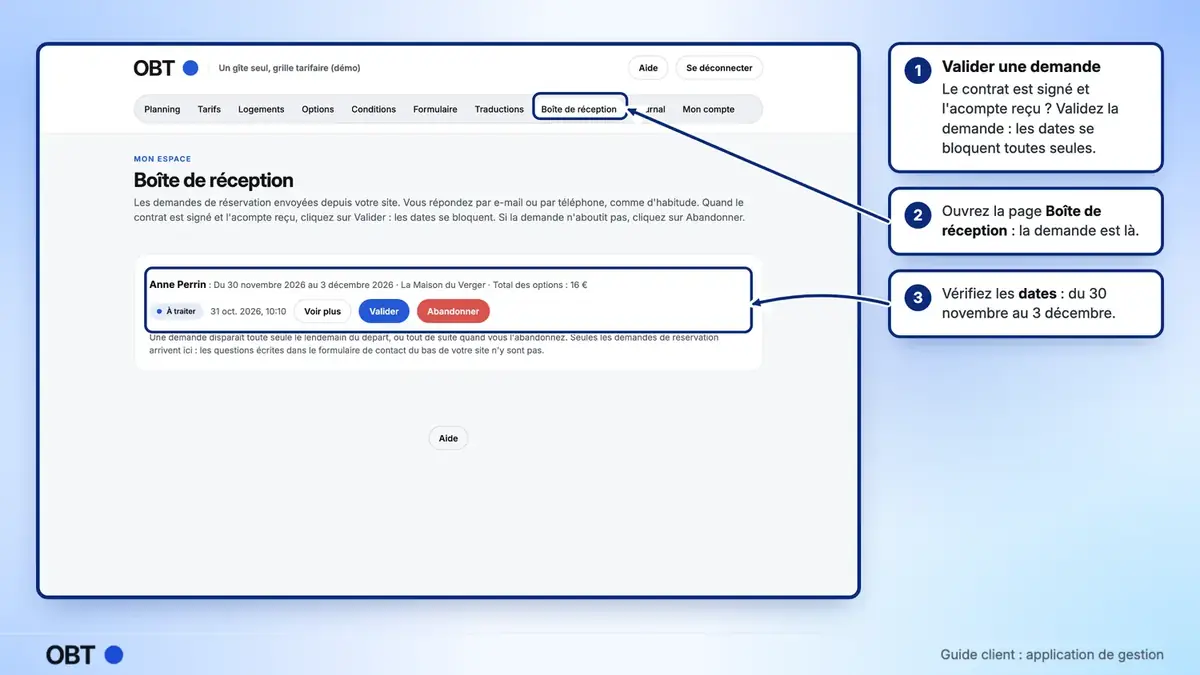 OBT
Un gîte seul, grille tarifaire (démo)
Aide
Se déconnecter
Planning
Tarifs
Logements
Options
Conditions
Formulaire
Traductions
Boîte de réception
Mon compte
MON ESPACE
Boîte de réception
Les demandes de réservation envoyées depuis votre site. Vous répondez par e-mail ou par téléphone, comme d'habitude. Quand le
contrat est signé et l'acompte reçu, cliquez sur Valider : les dates se bloquent. Si la demande n'aboutit pas, cliquez sur Abandonner.
Anne Perrin : Du 30 novembre 2026 au 3 décembre 2026 · La Maison du Verger · Total des options : 16 €
À traiter
31 oct. 2026, 10:10
Voir plus
Valider
Abandonner
Une demande disparaît toute seule le lendemain du départ, ou tout de suite quand vous l'abandonnez. Seules les demandes de réservation
arrivent ici : les questions écrites dans le formulaire de contact du bas de votre site n'y sont pas.
Aide
1
Valider une demande
Le contrat est signé et
l'acompte reçu ? Validez la
demande : les dates se
bloquent toutes seules.
2
Ouvrez la page Boîte de
réception : la demande est là.
3
Vérifiez les dates : du 30
novembre au 3 décembre.
OBT
Guide client : application de gestion